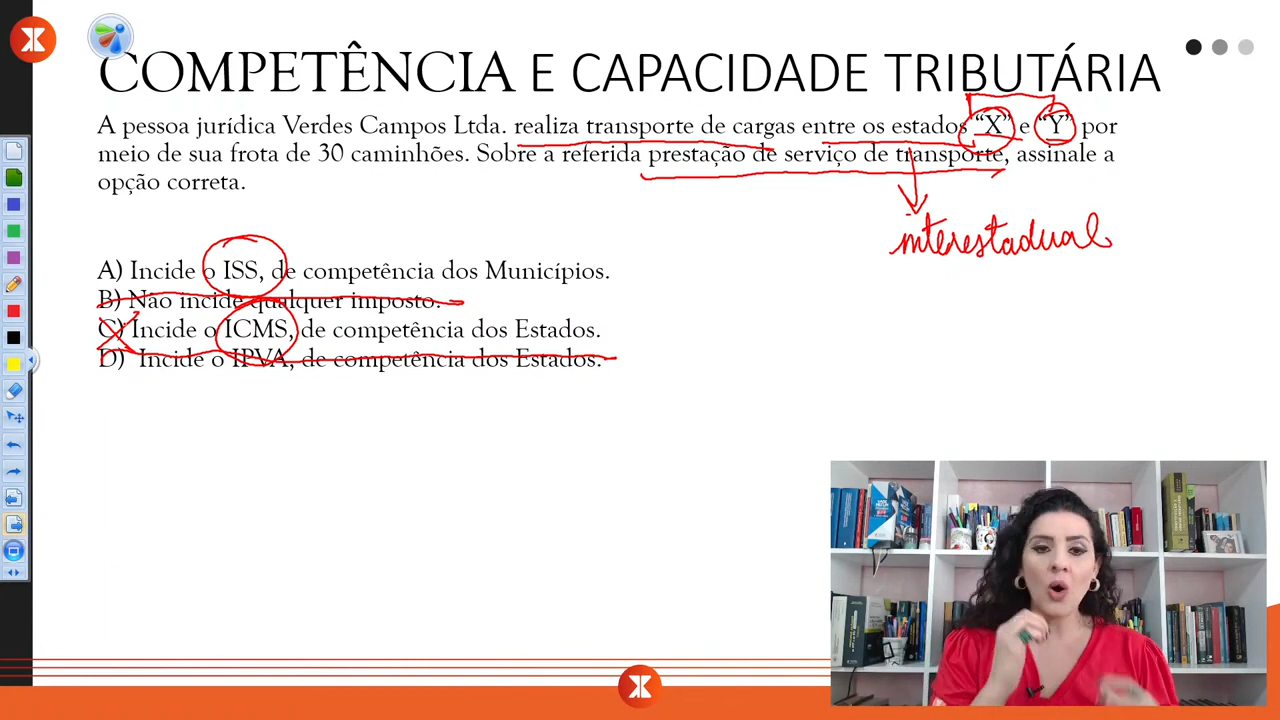 COMPETÊNCIA E CAPACIDADE TRIBUTÁRIA
A pessoa jurídica Verdes Campos Ltda. realiza transporte de cargas entre os estados “X” e “Y” por
meio de sua frota de 30 caminhões. Sobre a referida prestação de serviço de transporte, assinale a
opção correta.
interestadual
A) Incide o ISS, de competência dos Municípios.
B) Não incide qualquer imposto.
C) Incide o ICMS, de competência dos Estados.
D) Incide o IPVA, de competência dos Estados.